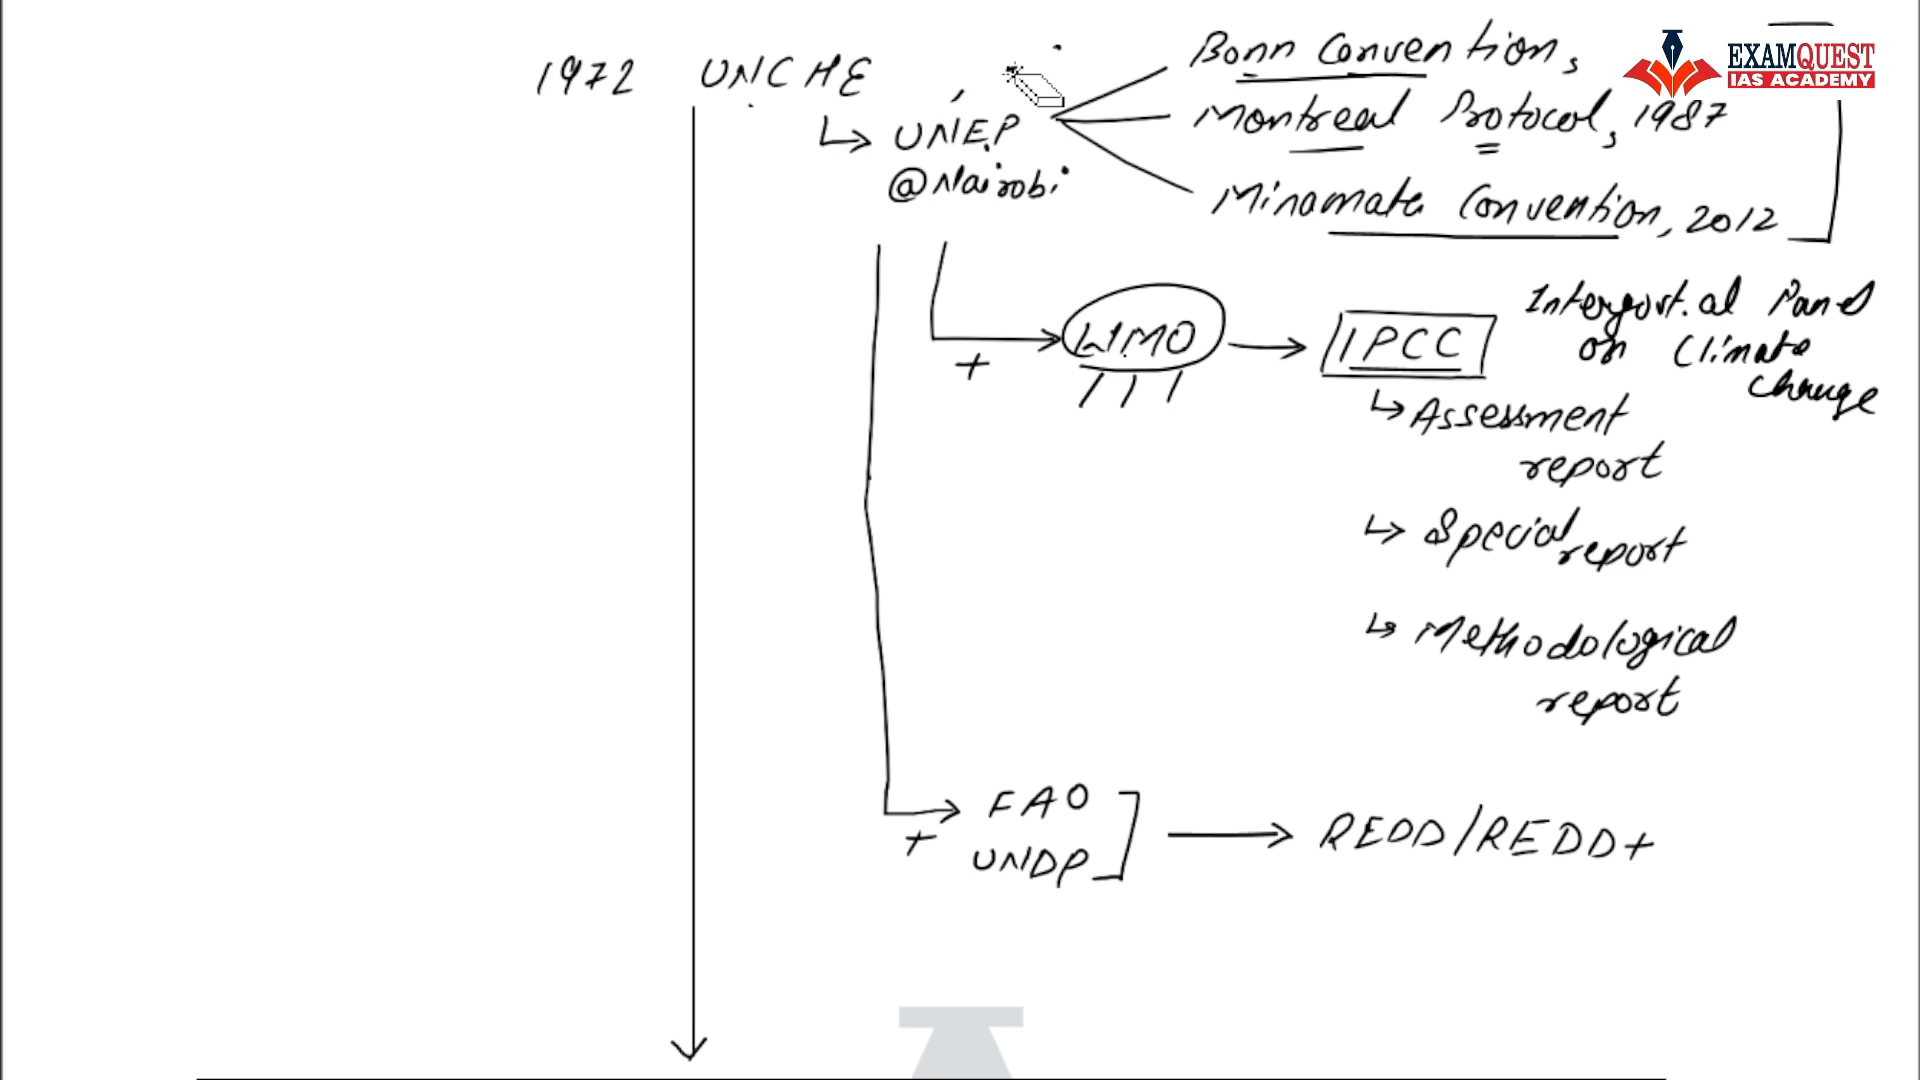 1972 UNCHE
↳ UNEP
@Nairobi
Bonn Convention,
Montreal Protocol, 1987
Minamata Convention, 2012
EXAMQUEST
IAS ACADEMY
+ WMO → IPCC
Intergovt.al Panel
on Climate
Change
↳ Assessment
report
↳ Special report
↳ Methodological
report
+ FAO
UNDP
→ REDD/REDD+